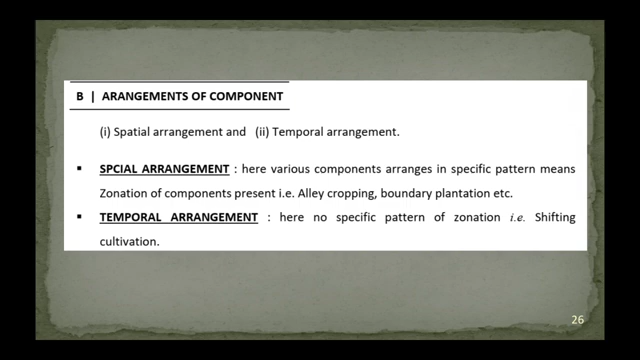 B | ARANGEMENTS OF COMPONENT
(i) Spatial arrangement and (ii) Temporal arrangement.
▪ SPCIAL ARRANGEMENT : here various components arranges in specific pattern means
Zonation of components present i.e. Alley cropping, boundary plantation etc.
▪ TEMPORAL ARRANGEMENT : here no specific pattern of zonation i.e. Shifting
cultivation.
26